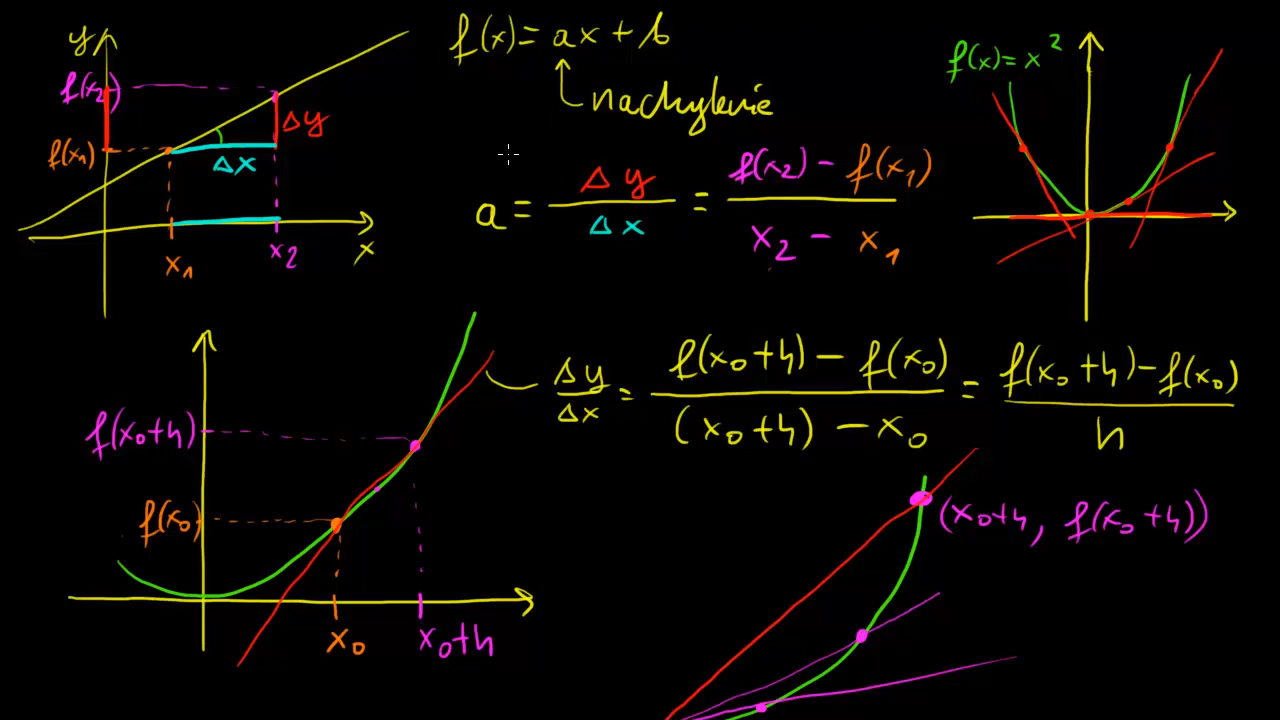 f(x) = ax + b
nachylenie
y
f(x₂)
f(x₁)
Δy
Δx
x₁
x₂
x
a = Δy / Δx = f(x₂) - f(x₁) / x₂ - x₁
f(x) = x²
Δy / Δx = f(x₀+h) - f(x₀) / (x₀+h) - x₀ = f(x₀+h) - f(x₀) / h
f(x₀+h)
f(x₀)
x₀
x₀+h
(x₀+h, f(x₀+h))